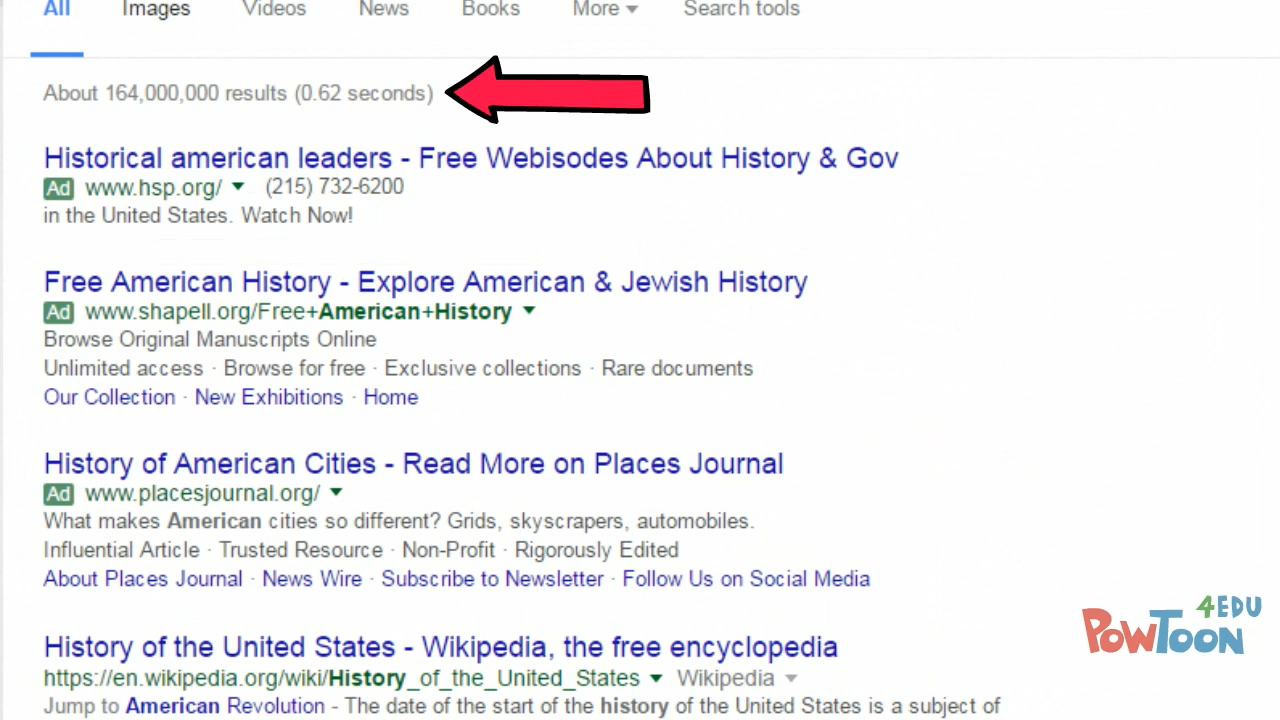 All Images Videos News Books More Search tools
About 164,000,000 results (0.62 seconds)
Historical american leaders - Free Webisodes About History & Gov
Ad www.hsp.org/ (215) 732-6200
in the United States. Watch Now!
Free American History - Explore American & Jewish History
Ad www.shapell.org/Free+American+History
Browse Original Manuscripts Online
Unlimited access · Browse for free · Exclusive collections · Rare documents
Our Collection · New Exhibitions · Home
History of American Cities - Read More on Places Journal
Ad www.placesjournal.org/
What makes American cities so different? Grids, skyscrapers, automobiles.
Influential Article · Trusted Resource · Non-Profit · Rigorously Edited
About Places Journal · News Wire · Subscribe to Newsletter · Follow Us on Social Media
4EDU
PowToon
History of the United States - Wikipedia, the free encyclopedia
https://en.wikipedia.org/wiki/History_of_the_United_States Wikipedia
Jump to American Revolution - The date of the start of the history of the United States is a subject of